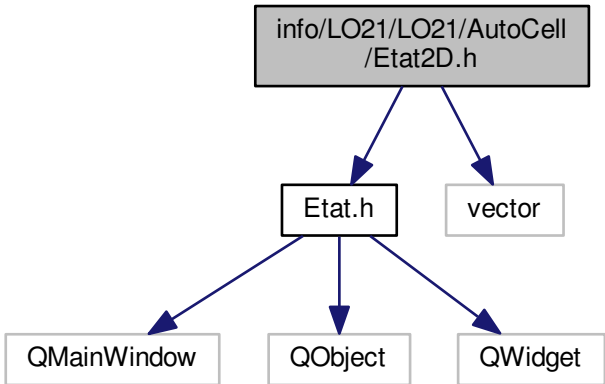 info/LO21/LO21/AutoCell
/Etat2D.h
Etat.h
vector
QMainWindow
QObject
QWidget